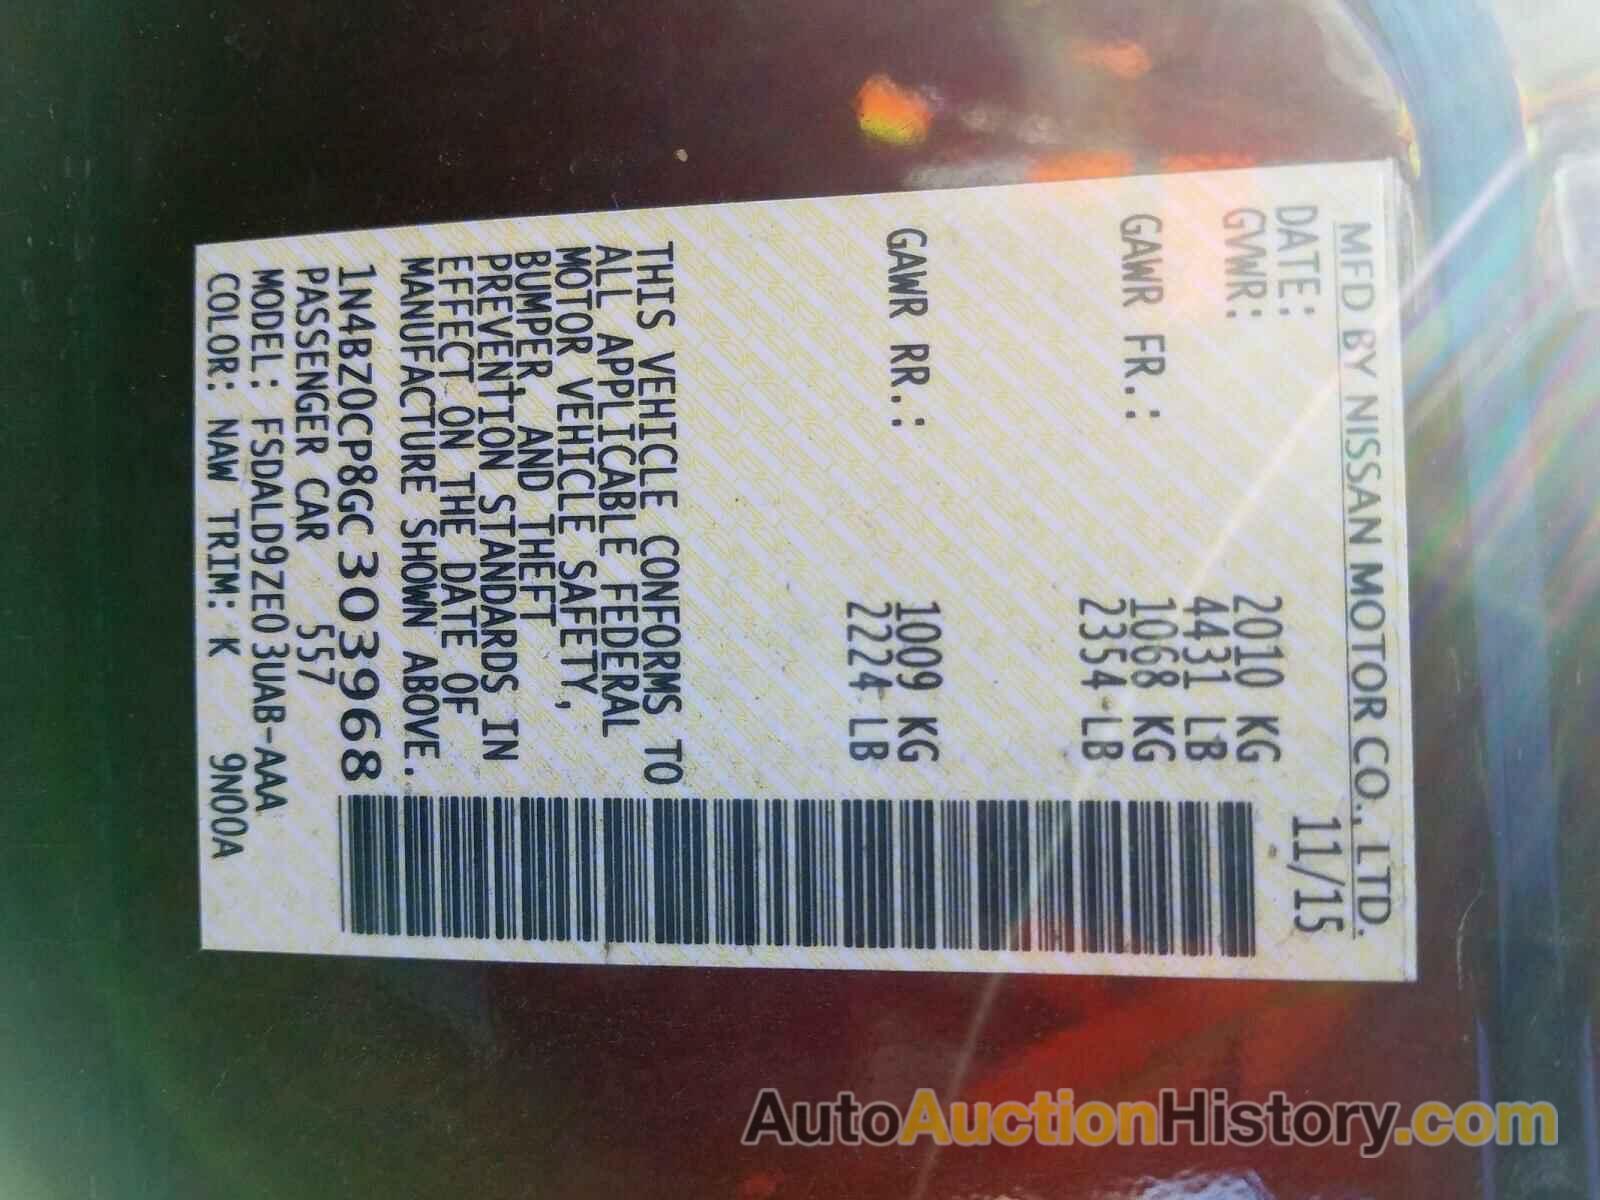 MFD BY NISSAN MOTOR CO., LTD.
DATE: 11/15
GVWR: 2010 KG
4431 LB
GAWR FR.: 1068 KG
2354 LB
GAWR RR.: 1009 KG
2224 LB
THIS VEHICLE CONFORMS TO
ALL APPLICABLE FEDERAL
MOTOR VEHICLE SAFETY,
BUMPER, AND THEFT
PREVENTION STANDARDS IN
EFFECT ON THE DATE OF
MANUFACTURE SHOWN ABOVE.
1N4BZ0CP8GC303968
PASSENGER CAR 557
MODEL: FSDALD9ZE03UAB-AAA
COLOR: NAW TRIM: K 9N00A
AutoAuctionHistory.com